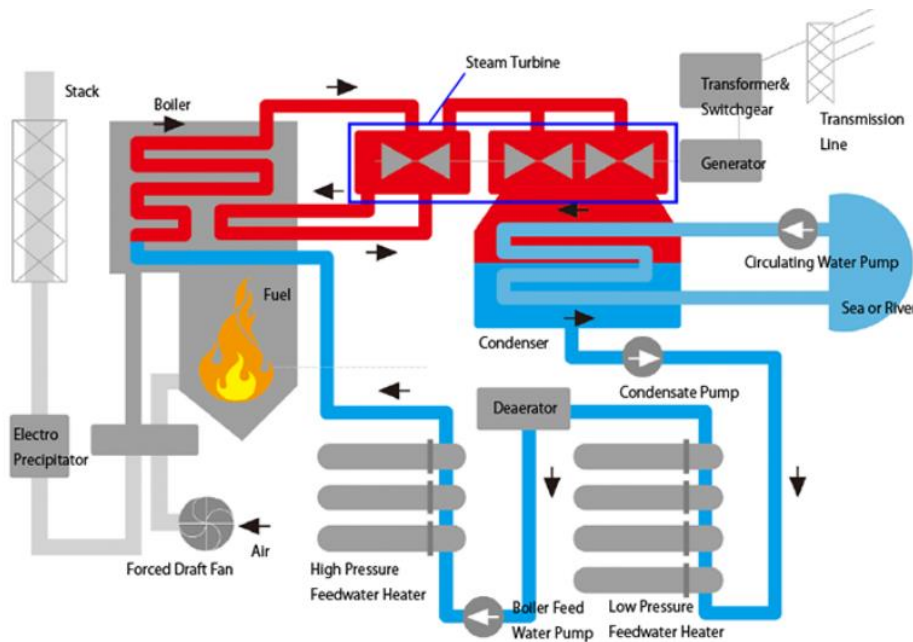 Stack
Boiler
Steam Turbine
Transformer&
Switchgear
Transmission
Line
Generator
Circulating Water Pump
Sea or River
Fuel
Condenser
Condensate Pump
Deaerator
Electro
Precipitator
Air
Forced Draft Fan
High Pressure
Feedwater Heater
Boiler Feed
Water Pump
Low Pressure
Feedwater Heater